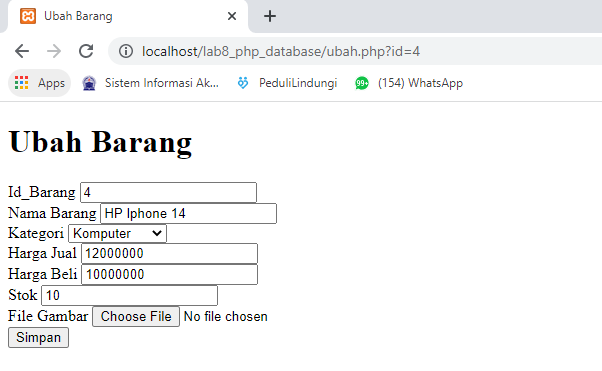 Ubah Barang
localhost/lab8_php_database/ubah.php?id=4
Apps Sistem Informasi Ak... PeduliLindungi 99+ (154) WhatsApp
Ubah Barang
Id_Barang 4
Nama Barang HP Iphone 14
Kategori Komputer
Harga Jual 12000000
Harga Beli 10000000
Stok 10
File Gambar Choose File No file chosen
Simpan